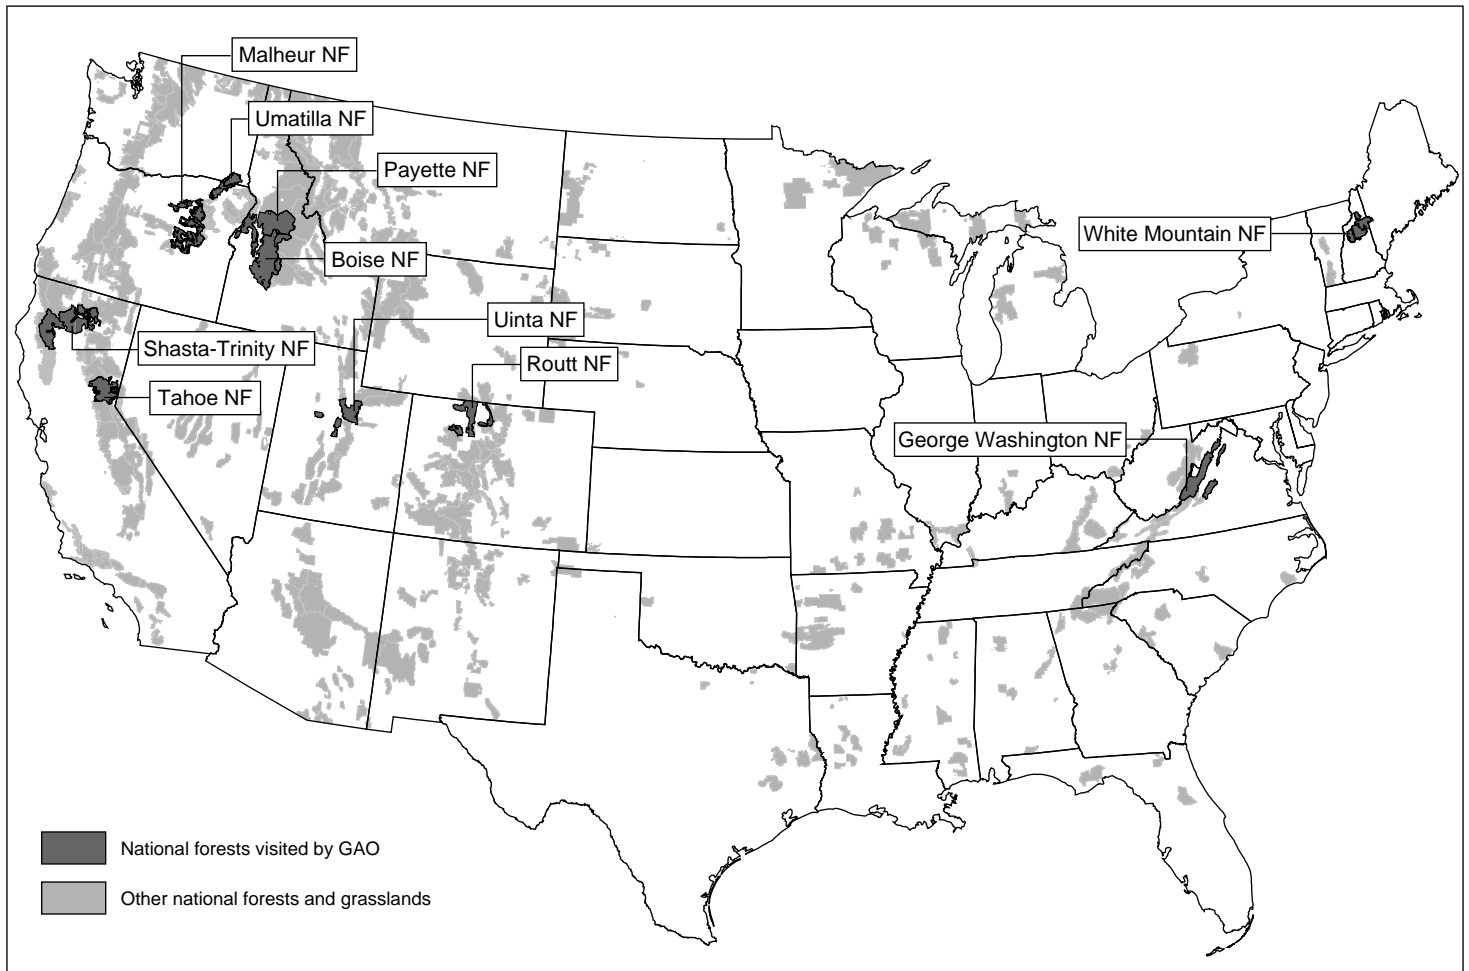 Malheur NF
Umatilla NF
Payette NF
White Mountain NF
Boise NF
Uinta NF
Shasta-Trinity NF
Routt NF
Tahoe NF
George Washington NF
National forests visited by GAO
Other national forests and grasslands